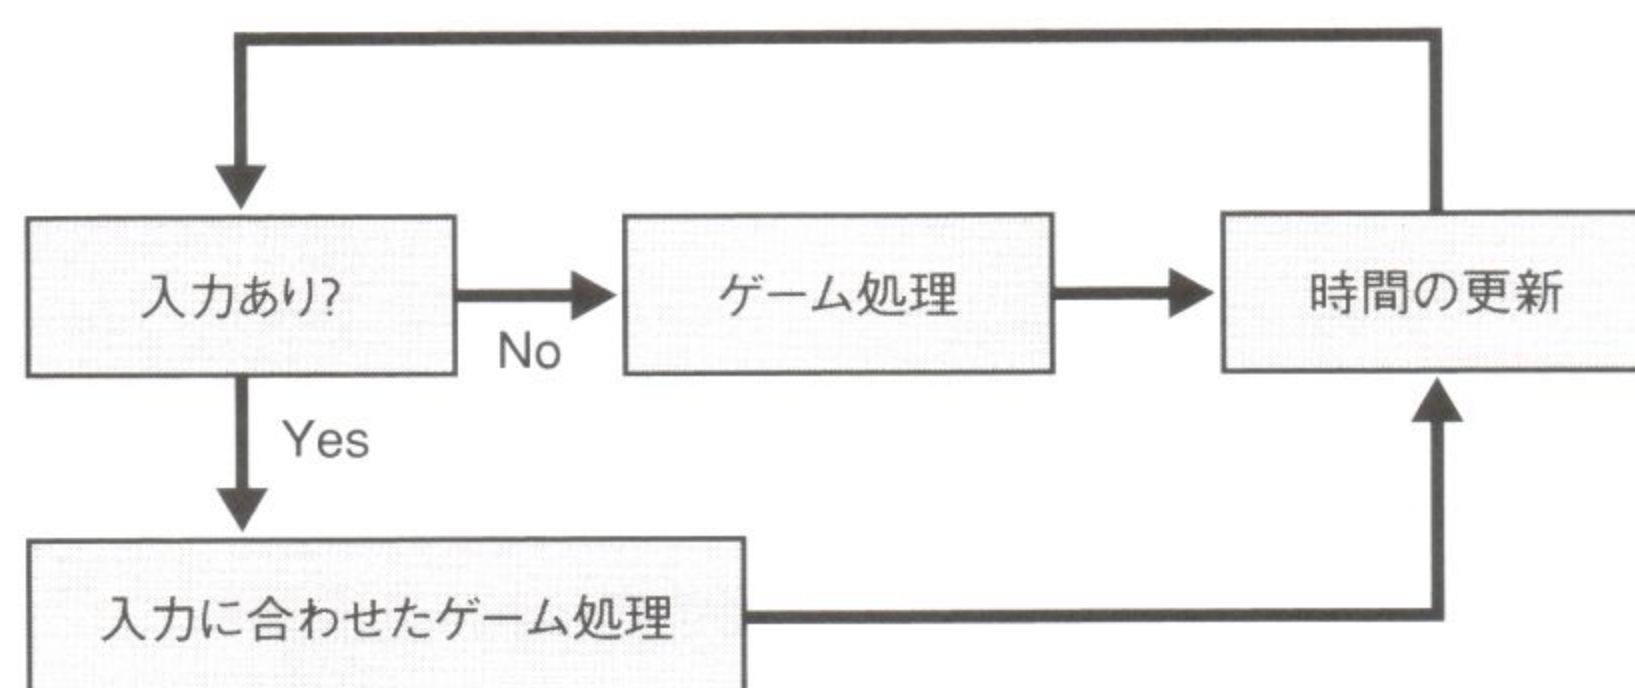 入力あり?
No
ゲーム処理
時間の更新
Yes
入力に合わせたゲーム処理